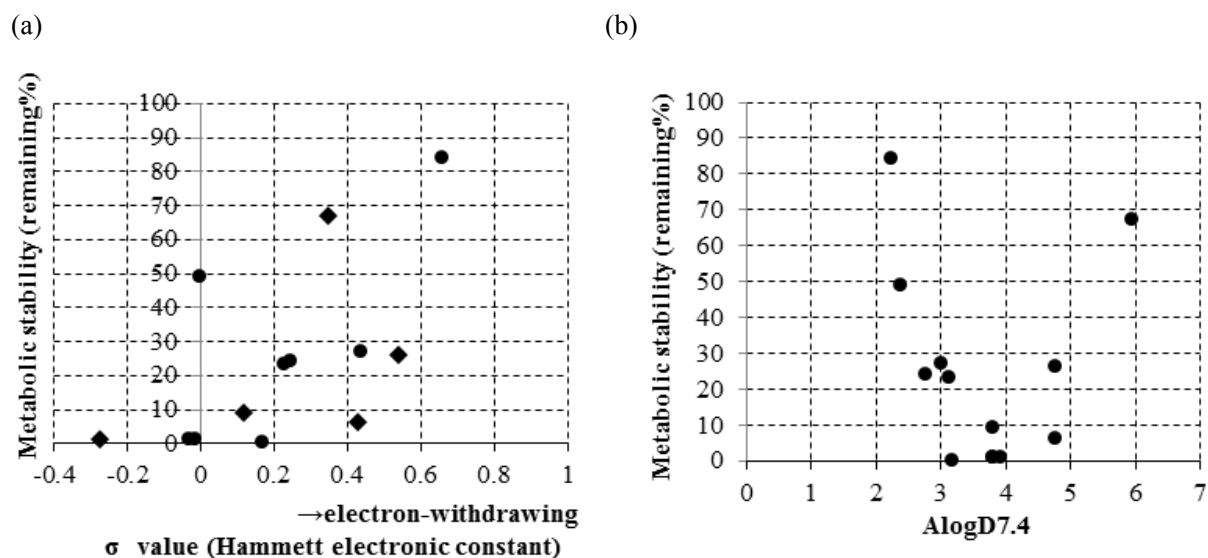 (a)
(b)
Metabolic stability (remaining%)
100
90
80
70
60
50
40
30
20
10
0
-0.4 -0.2 0 0.2 0.4 0.6 0.8 1
→electron-withdrawing
σ value (Hammett electronic constant)
Metabolic stability (remaining%)
100
90
80
70
60
50
40
30
20
10
0
0 1 2 3 4 5 6 7
AlogD7.4